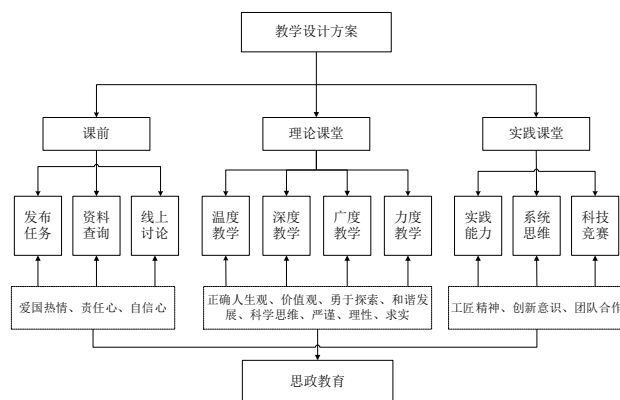 教学设计方案
课前
理论课堂
实践课堂
发布
任务
资料
查询
线上
讨论
温度
教学
深度
教学
广度
教学
力度
教学
实践
能力
系统
思维
科技
竞赛
爱国热情、责任心、自信心
正确人生观、价值观、勇于探索、和谐发
展、科学思维、严谨、理性、求实
工匠精神、创新意识、团队合作
思政教育